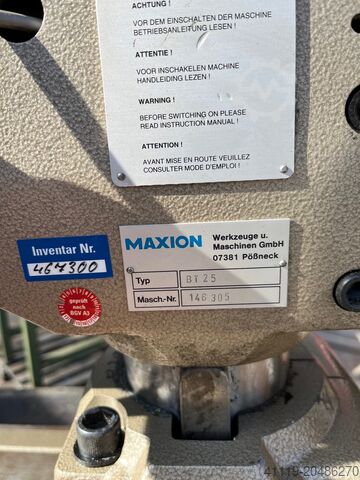 ACHTUNG !
VOR DEM EINSCHALTEN DER MASCHINE
BETRIEBSANLEITUNG LESEN !
ATTENTIE !
VOOR INSCHAKELEN MACHINE
HANDLEIDING LEZEN !
WARNING !
BEFORE SWITCHING ON PLEASE
READ INSTRUCTION MANUAL !
ATTENTION !
AVANT MISE EN ROUTE VEUILLEZ
CONSULTER MODE D'EMPLOI !
Inventar Nr.
467300
geprüft
nach
BGV A3
MAXION
Werkzeuge u.
Maschinen GmbH
07381 Pößneck
Typ BT 25
Masch.-Nr. 146 305
41119-20486270